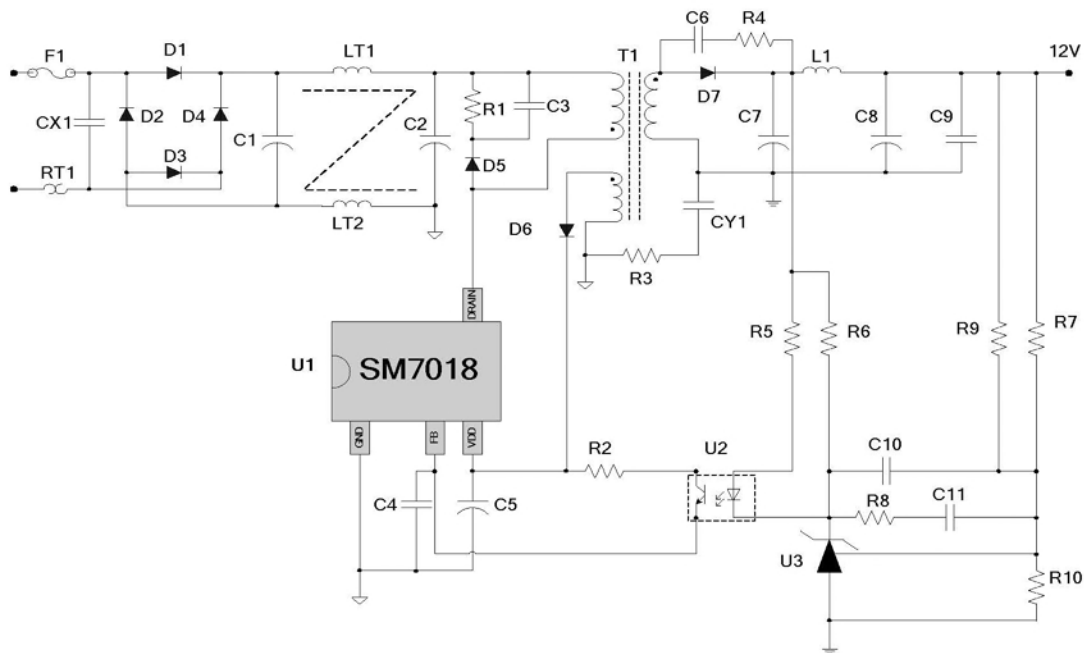 C6 R4
F1 D1 LT1 T1 L1 12V
D7
CX1 D2 D4 C1 C2 R1 C3 C7 C8 C9
D3 D5
RT1
LT2 D6 CY1
R3
DRAIN
R5 R6 R9 R7
U1 SM7018
GND FB VDD
R2 U2 C10
C4 C5 R8 C11
U3
R10